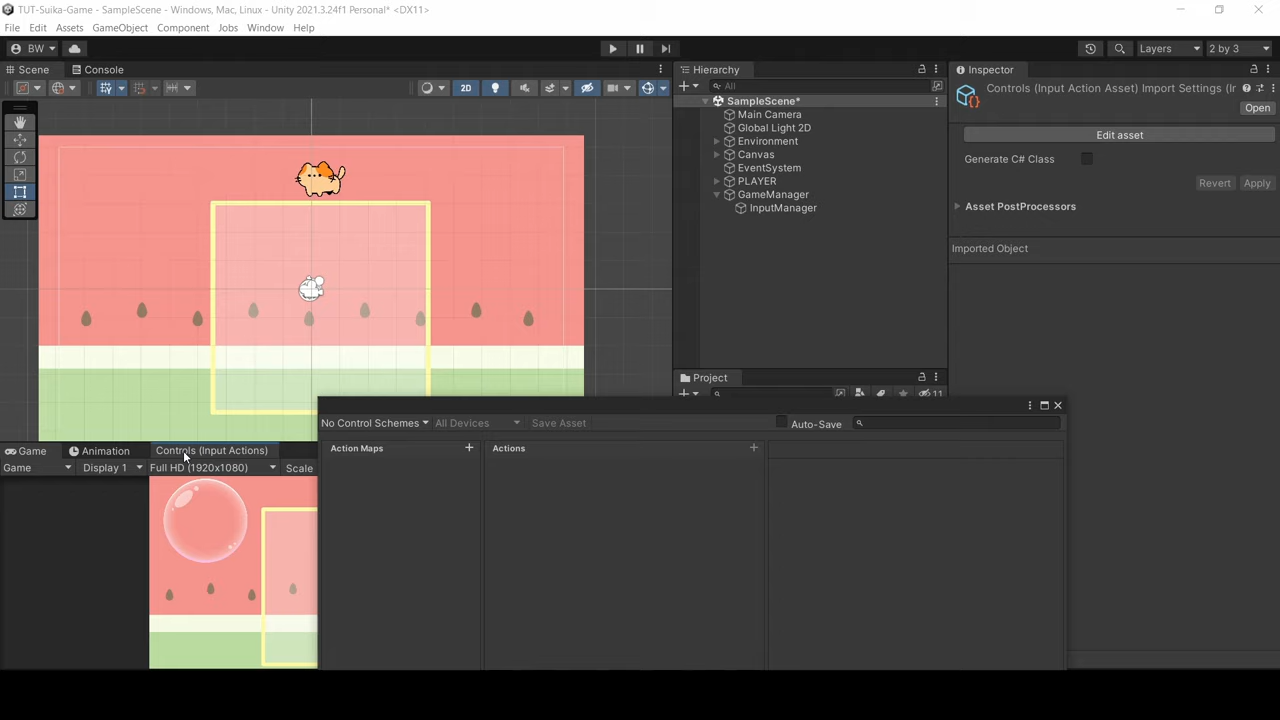 TUT-Suika-Game - SampleScene - Windows, Mac, Linux - Unity 2021.3.24f1 Personal* <DX11>
File Edit Assets GameObject Component Jobs Window Help
BW Layers 2 by 3
Scene Console
2D
Hierarchy
All
SampleScene*
Main Camera
Global Light 2D
Environment
Canvas
EventSystem
PLAYER
GameManager
InputManager
Inspector
Controls (Input Action Asset) Import Settings (Ir
Open
Edit asset
Generate C# Class
Revert Apply
Asset PostProcessors
Imported Object
Project
11
No Control Schemes All Devices Save Asset Auto-Save
Action Maps + Actions +
Game Animation Controls (Input Actions)
Game Display 1 Full HD (1920x1080) Scale